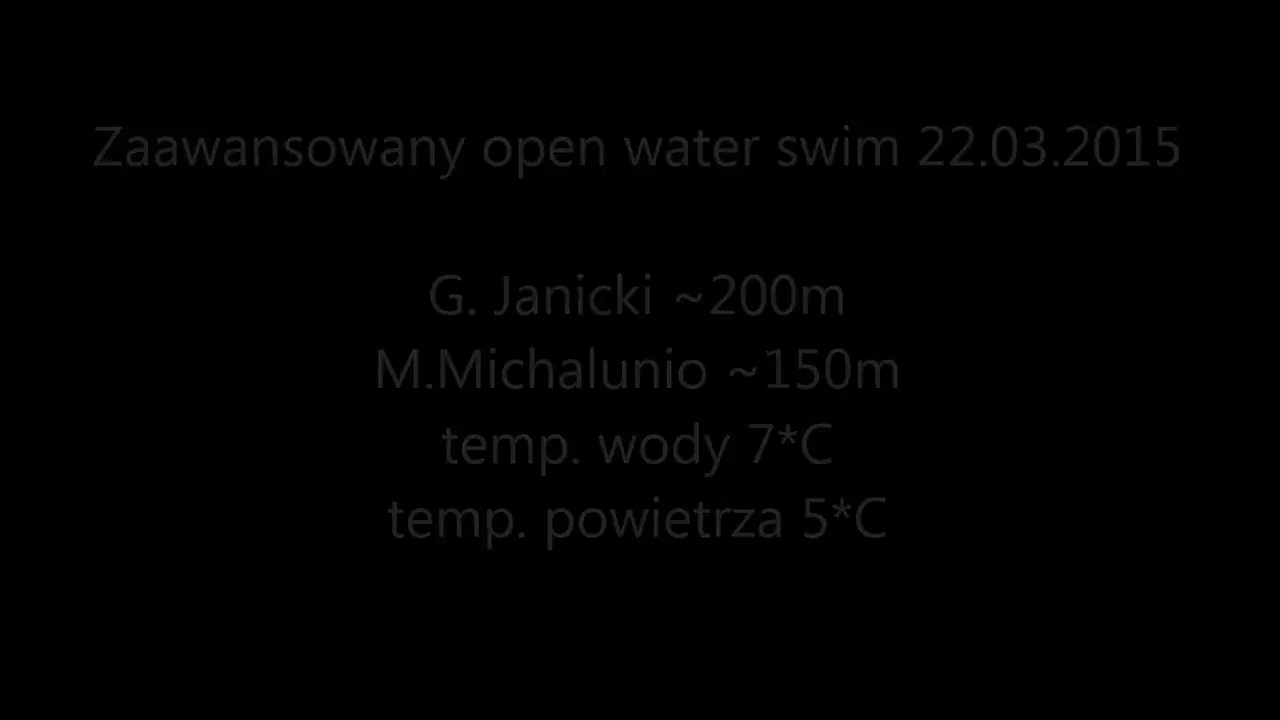 Zaawansowany open water swim 22.03.2015
G. Janicki ~200m
M.Michalunio ~150m
temp. wody 7*C
temp. powietrza 5*C